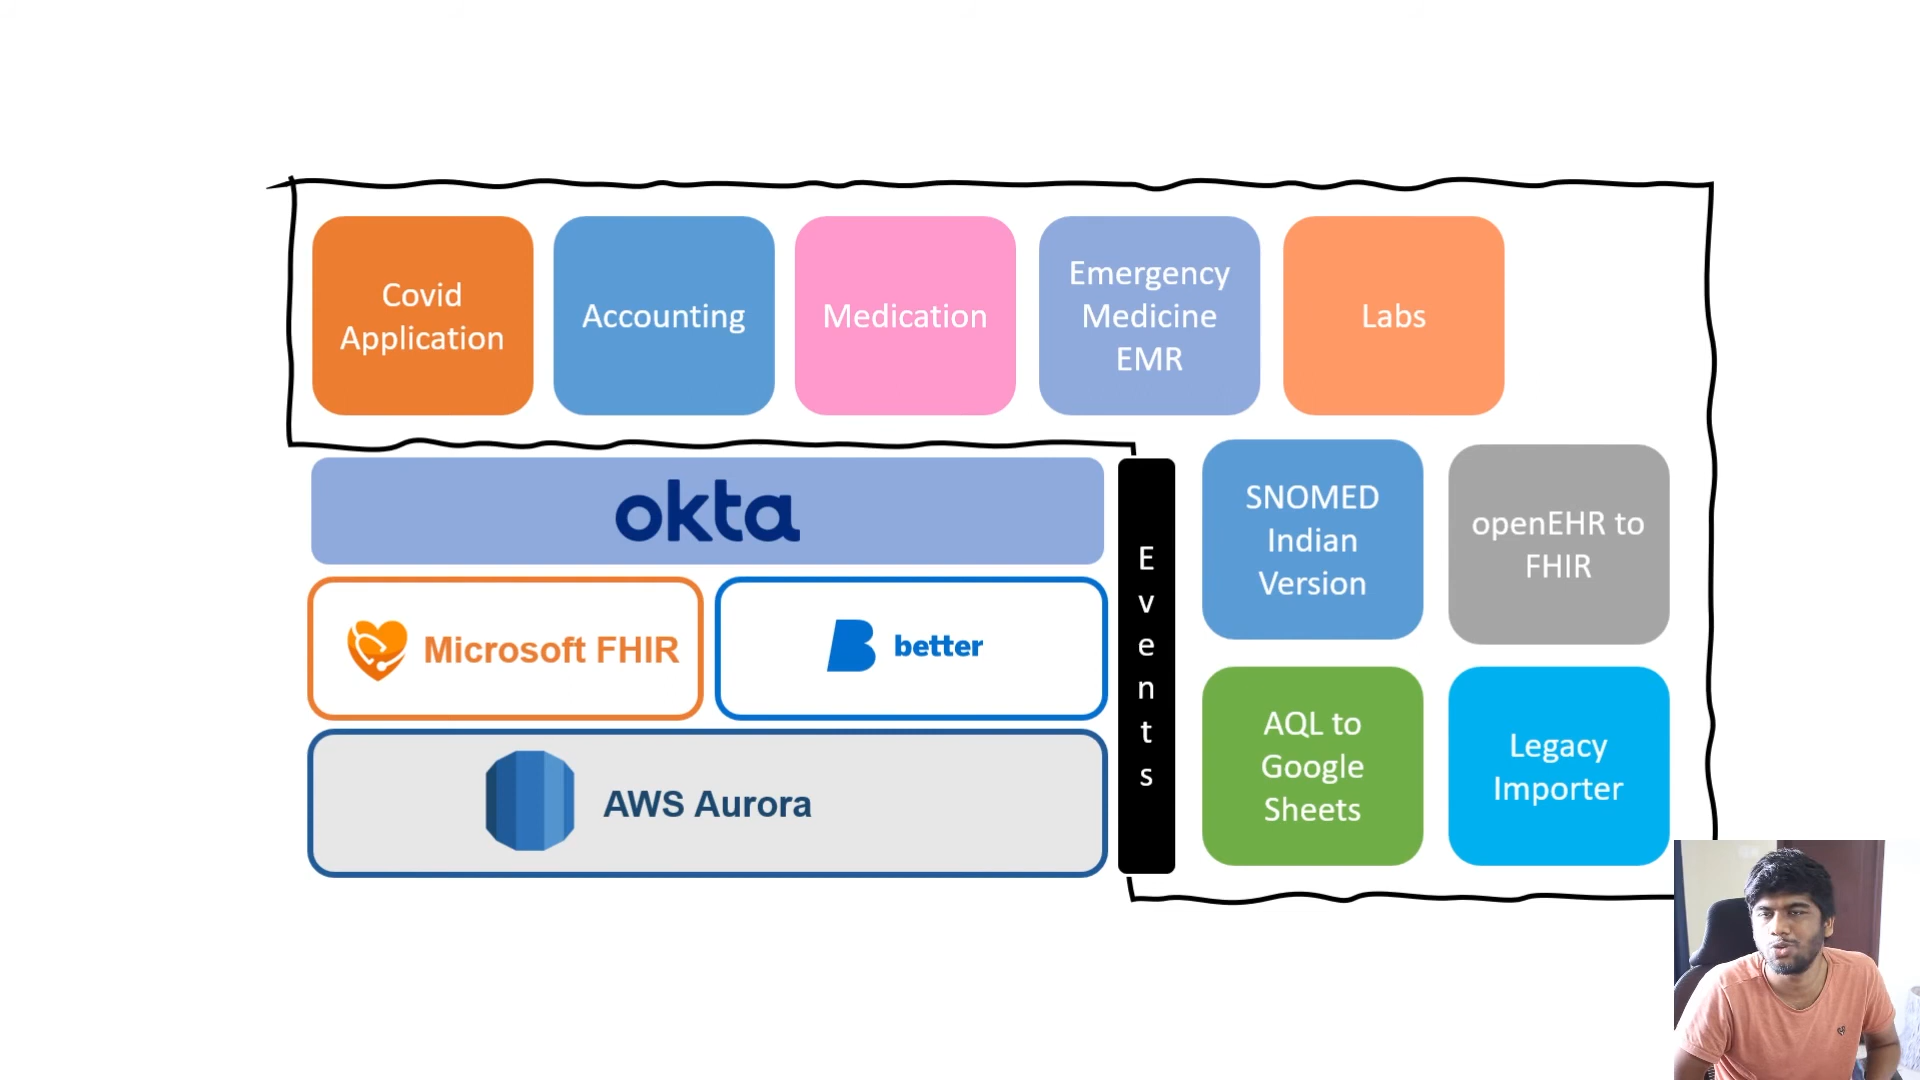 Covid
Application
Accounting
Medication
Emergency
Medicine
EMR
Labs
okta
Microsoft FHIR
better
AWS Aurora
Events
SNOMED
Indian
Version
openEHR to
FHIR
AQL to
Google
Sheets
Legacy
Importer